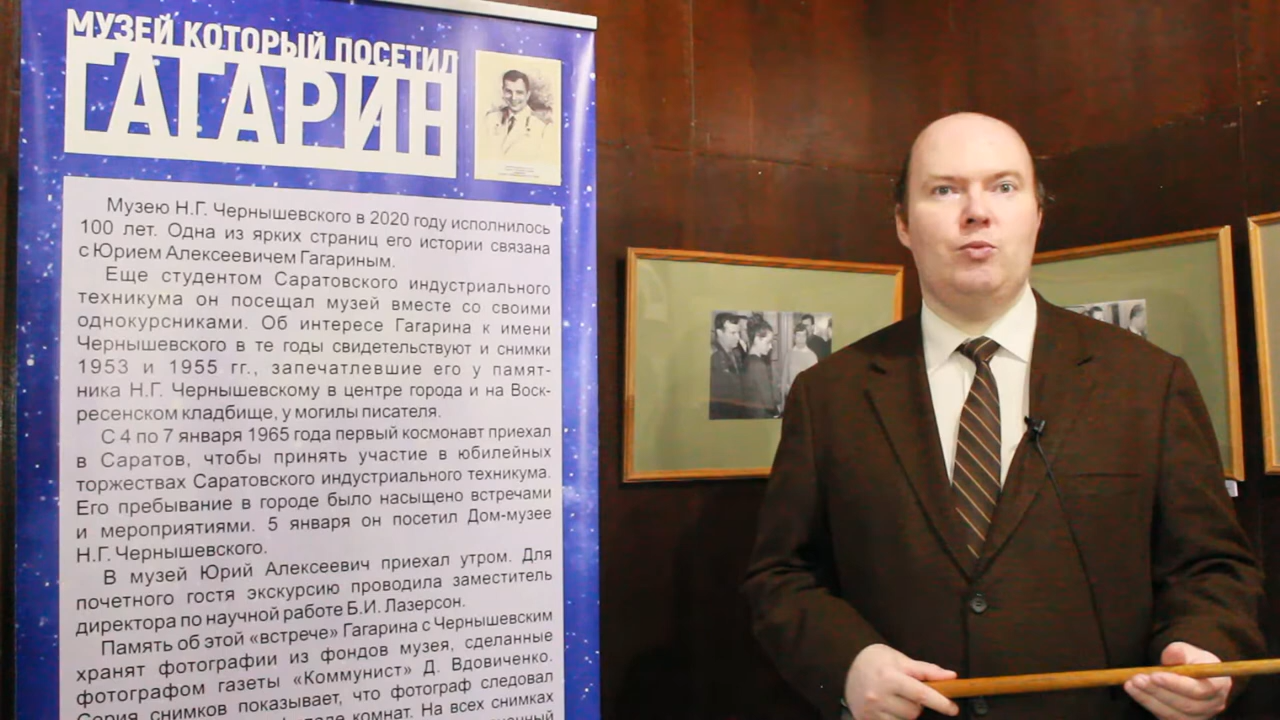 МУЗЕЙ КОТОРЫЙ ПОСЕТИЛ
ГАГАРИН
Музею Н.Г. Чернышевского в 2020 году исполнилось
100 лет. Одна из ярких страниц его истории связана
с Юрием Алексеевичем Гагариным.
Еще студентом Саратовского индустриального
техникума он посещал музей вместе со своими
однокурсниками. Об интересе Гагарина к имени
Чернышевского в те годы свидетельствуют и снимки
1953 и 1955 гг., запечатлевшие его у памят-
ника Н.Г. Чернышевскому в центре города и на Воск-
ресенском кладбище, у могилы писателя.
С 4 по 7 января 1965 года первый космонавт приехал
в Саратов, чтобы принять участие в юбилейных
торжествах Саратовского индустриального техникума.
Его пребывание в городе было насыщено встречами
и мероприятиями. 5 января он посетил Дом-музее
Н.Г. Чернышевского.
В музей Юрий Алексеевич приехал утром. Для
почетного гостя экскурсию проводила заместитель
директора по научной работе Б.И. Лазерсон.
Память об этой «встрече» Гагарина с Чернышевским
хранят фотографии из фондов музея, сделанные
фотографом газеты «Коммунист» Д. Вдовиченко.
Серия снимков показывает, что фотограф следовал
комнат. На всех снимках